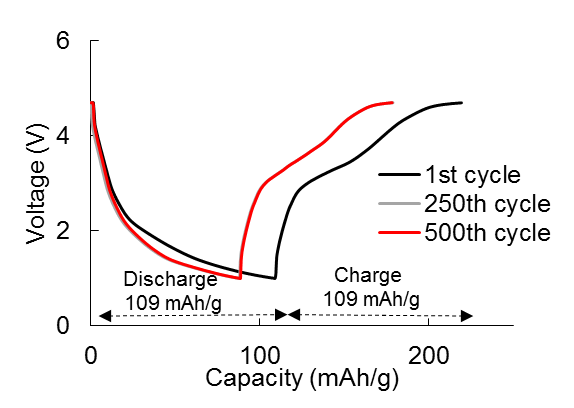 6
4
2
0
Voltage (V)
1st cycle
250th cycle
500th cycle
Discharge
109 mAh/g
Charge
109 mAh/g
0
100
200
Capacity (mAh/g)